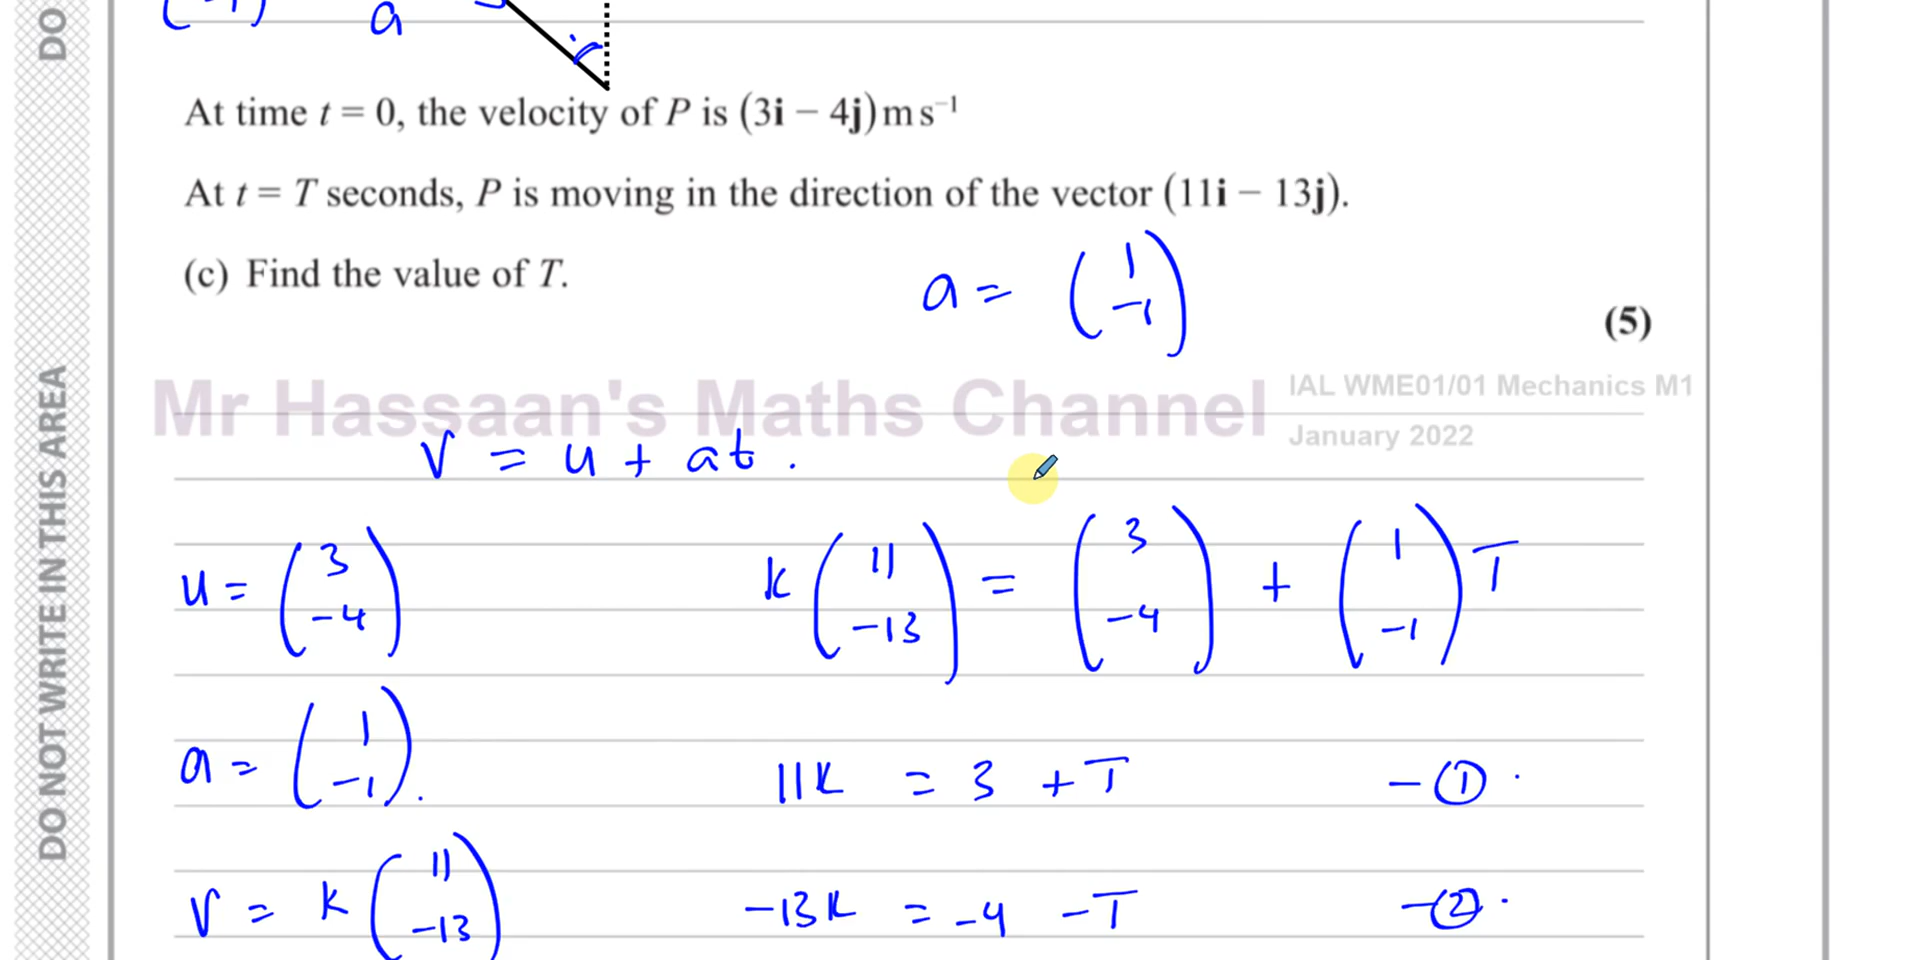 DO
a
At time t = 0, the velocity of P is (3i − 4j) m s⁻¹
At t = T seconds, P is moving in the direction of the vector (11i − 13j).
(c) Find the value of T.
a = (1 −1)
(5)
Mr Hassaan's Maths Channel
IAL WME01/01 Mechanics M1
January 2022
v = u + at.
u = (3 −4)
k(11 −13) = (3 −4) + (1 −1)T
a = (1 −1).
11k = 3 + T −①.
v = k(11 −13)
−13k = −4 − T −②.
DO NOT WRITE IN THIS AREA